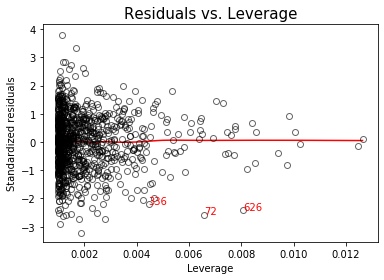 Residuals vs. Leverage
Standardized residuals
4
3
2
1
0
−1
−2
−3
336
72
626
0.002 0.004 0.006 0.008 0.010 0.012
Leverage